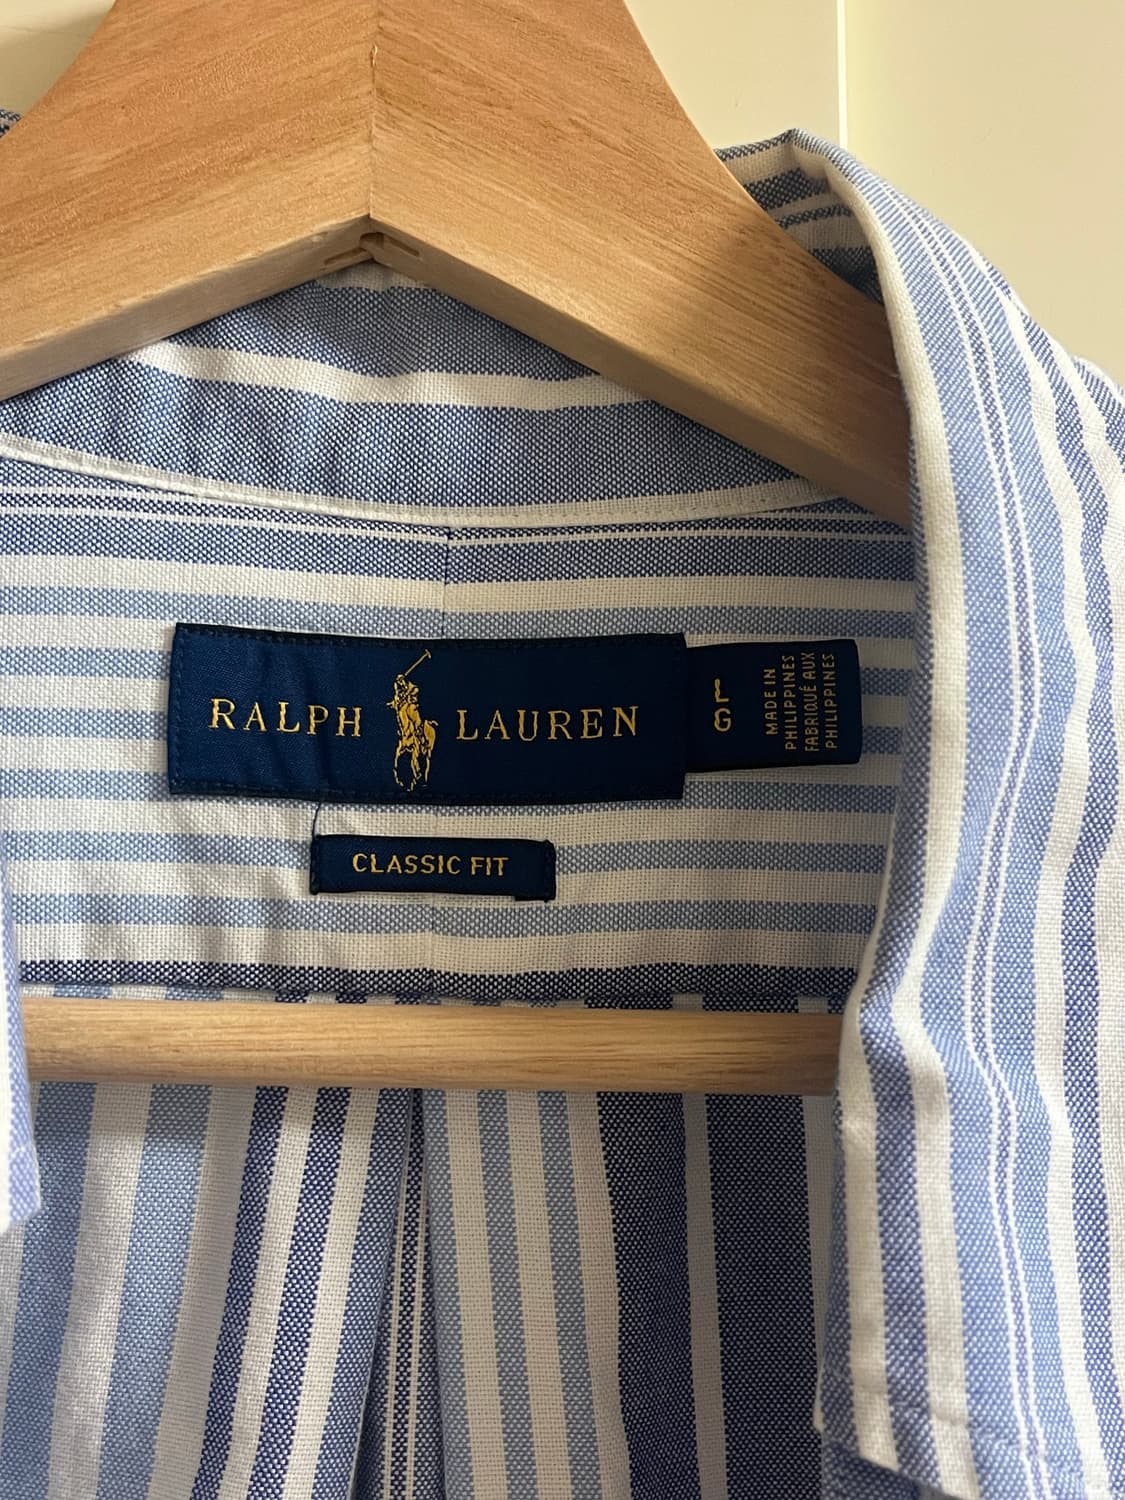 RALPH LAUREN
L
G
MADE IN
PHILIPPINES
FABRIQUÉ AUX
PHILIPPINES
CLASSIC FIT